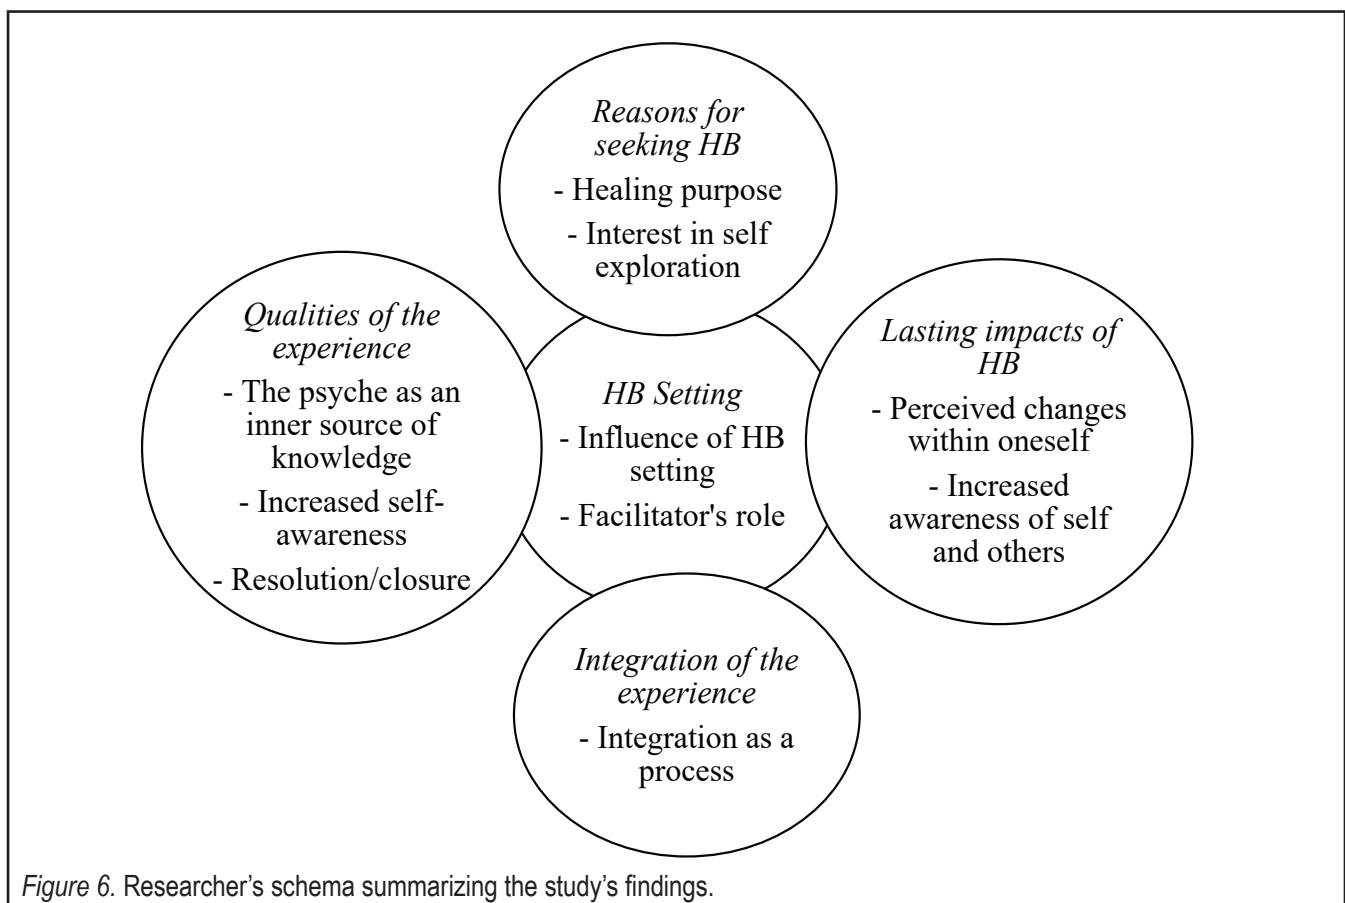 Reasons for
seeking HB
- Healing purpose
- Interest in self
exploration
Qualities of the
experience
- The psyche as an
inner source of
knowledge
- Increased self-
awareness
- Resolution/closure
HB Setting
- Influence of HB
setting
- Facilitator's role
Lasting impacts of
HB
- Perceived changes
within oneself
- Increased
awareness of self
and others
Integration of the
experience
- Integration as a
process
Figure 6. Researcher’s schema summarizing the study’s findings.